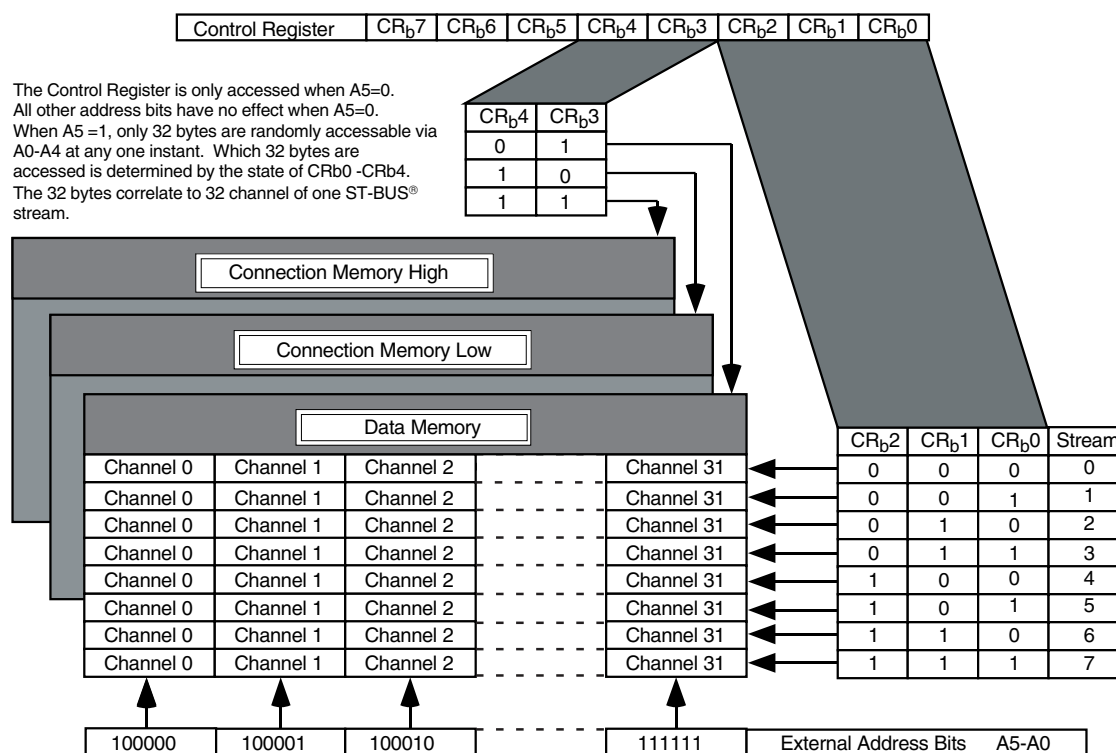 Control Register CRb7 CRb6 CRb5 CRb4 CRb3 CRb2 CRb1 CRb0
The Control Register is only accessed when A5=0.
All other address bits have no effect when A5=0.
When A5 =1, only 32 bytes are randomly accessable via
A0-A4 at any one instant. Which 32 bytes are
accessed is determined by the state of CRb0 -CRb4.
The 32 bytes correlate to 32 channel of one ST-BUS®
stream.
CRb4 CRb3
0 1
1 0
1 1
Connection Memory High
Connection Memory Low
Data Memory
CRb2 CRb1 CRb0 Stream
Channel 0 Channel 1 Channel 2 Channel 31 0 0 0 0
Channel 0 Channel 1 Channel 2 Channel 31 0 0 1 1
Channel 0 Channel 1 Channel 2 Channel 31 0 1 0 2
Channel 0 Channel 1 Channel 2 Channel 31 0 1 1 3
Channel 0 Channel 1 Channel 2 Channel 31 1 0 0 4
Channel 0 Channel 1 Channel 2 Channel 31 1 0 1 5
Channel 0 Channel 1 Channel 2 Channel 31 1 1 0 6
Channel 0 Channel 1 Channel 2 Channel 31 1 1 1 7
100000 100001 100010 111111 External Address Bits A5-A0